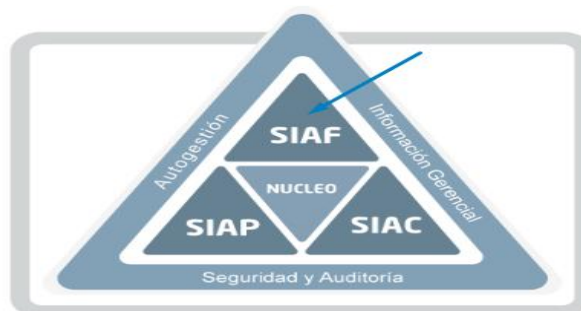 Autogestión
Información Gerencial
SIAF
NUCLEO
SIAP
SIAC
Seguridad y Auditoría